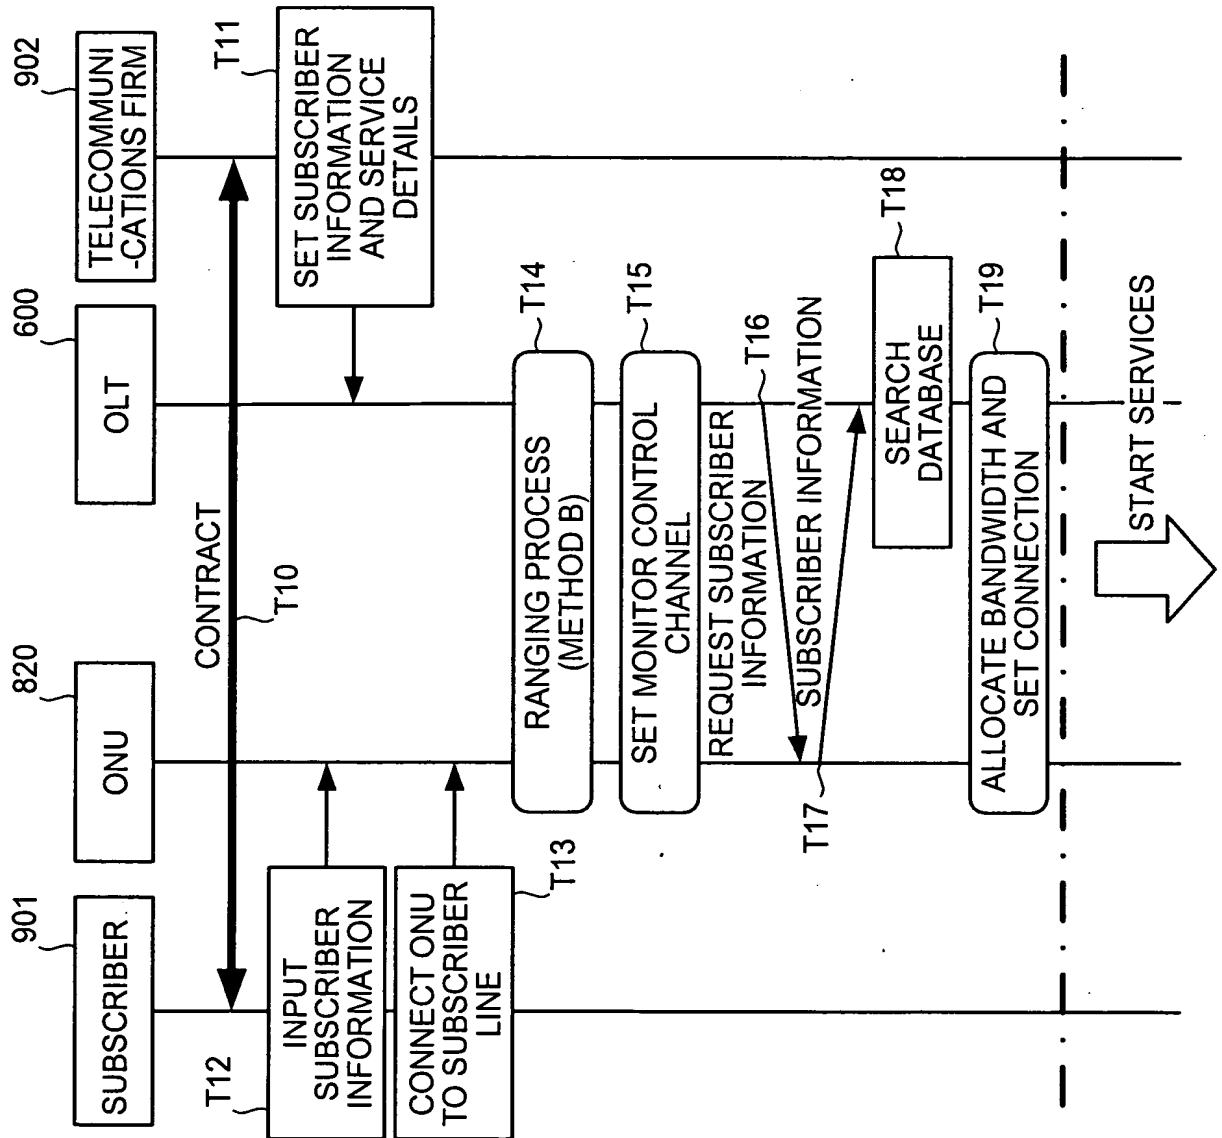 901
SUBSCRIBER
820
ONU
600
OLT
902
TELECOMMUNI
-CATIONS FIRM
CONTRACT
T10
T11
SET SUBSCRIBER
INFORMATION
AND SERVICE
DETAILS
T12
INPUT
SUBSCRIBER
INFORMATION
T13
CONNECT ONU
TO SUBSCRIBER
LINE
T14
RANGING PROCESS
(METHOD B)
T15
SET MONITOR CONTROL
CHANNEL
REQUEST SUBSCRIBER
INFORMATION
T16
SUBSCRIBER INFORMATION
T17
T18
SEARCH
DATABASE
T19
ALLOCATE BANDWIDTH AND
SET CONNECTION
START SERVICES